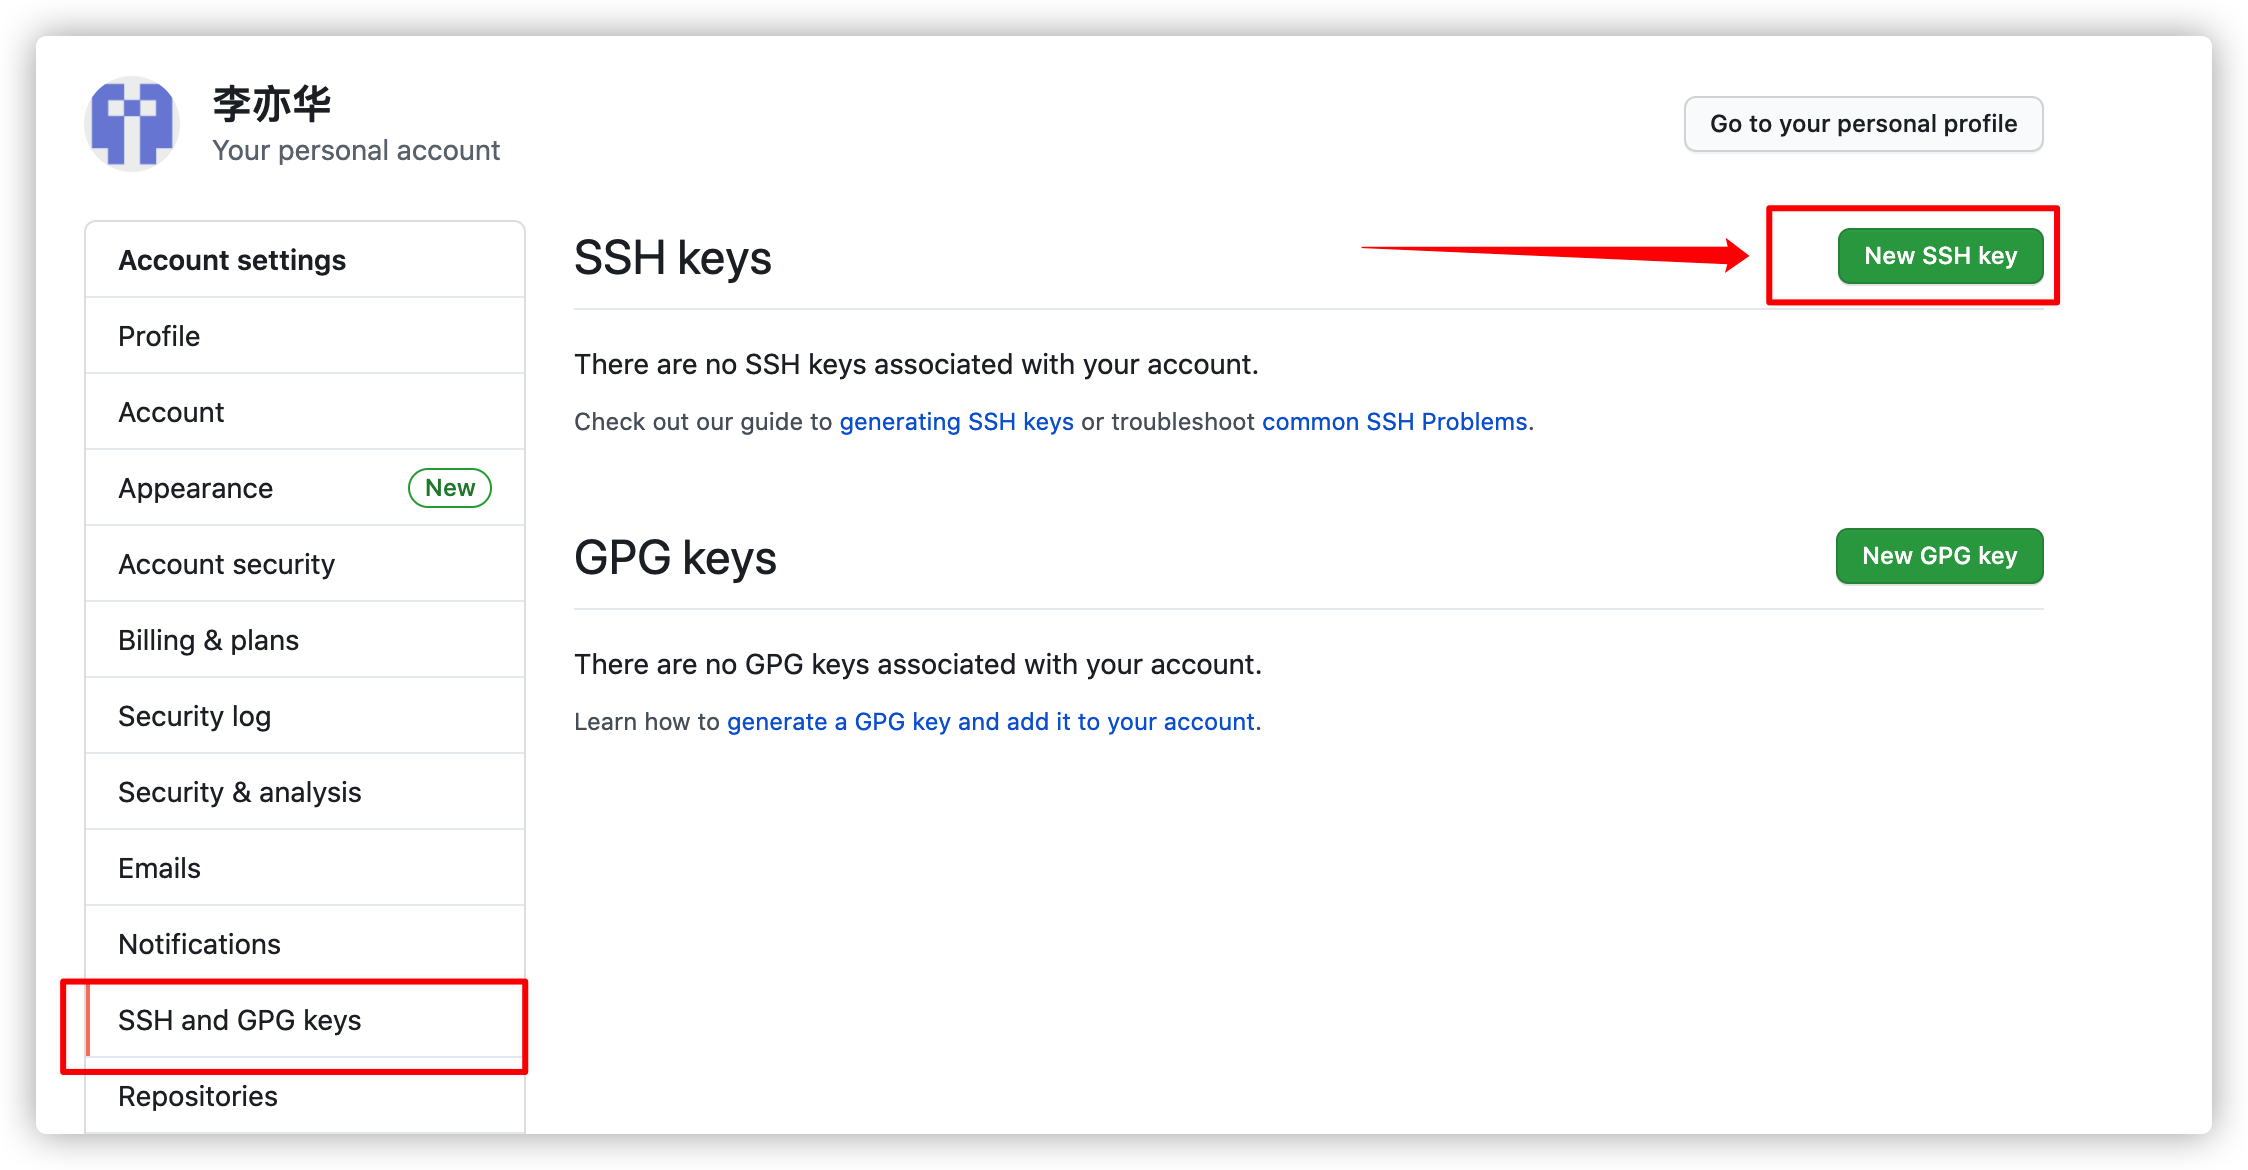 李亦华
Your personal account
Go to your personal profile
Account settings
Profile
Account
Appearance New
Account security
Billing & plans
Security log
Security & analysis
Emails
Notifications
SSH and GPG keys
Repositories
SSH keys
New SSH key
There are no SSH keys associated with your account.
Check out our guide to generating SSH keys or troubleshoot common SSH Problems.
GPG keys
New GPG key
There are no GPG keys associated with your account.
Learn how to generate a GPG key and add it to your account.